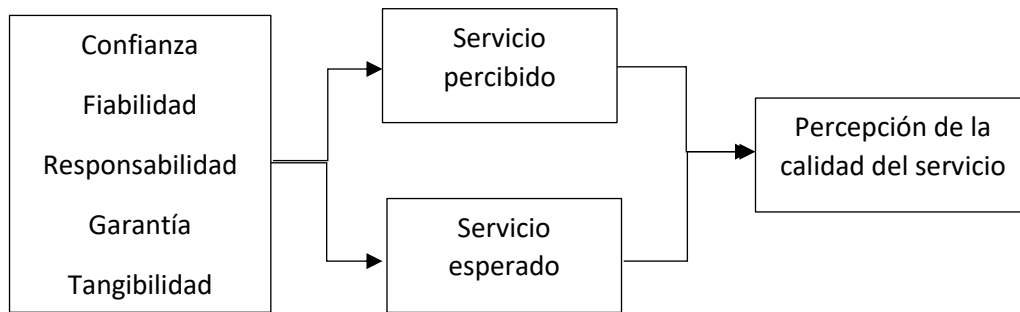 Confianza
Fiabilidad
Responsabilidad
Garantía
Tangibilidad
Servicio
percibido
Servicio
esperado
Percepción de la
calidad del servicio